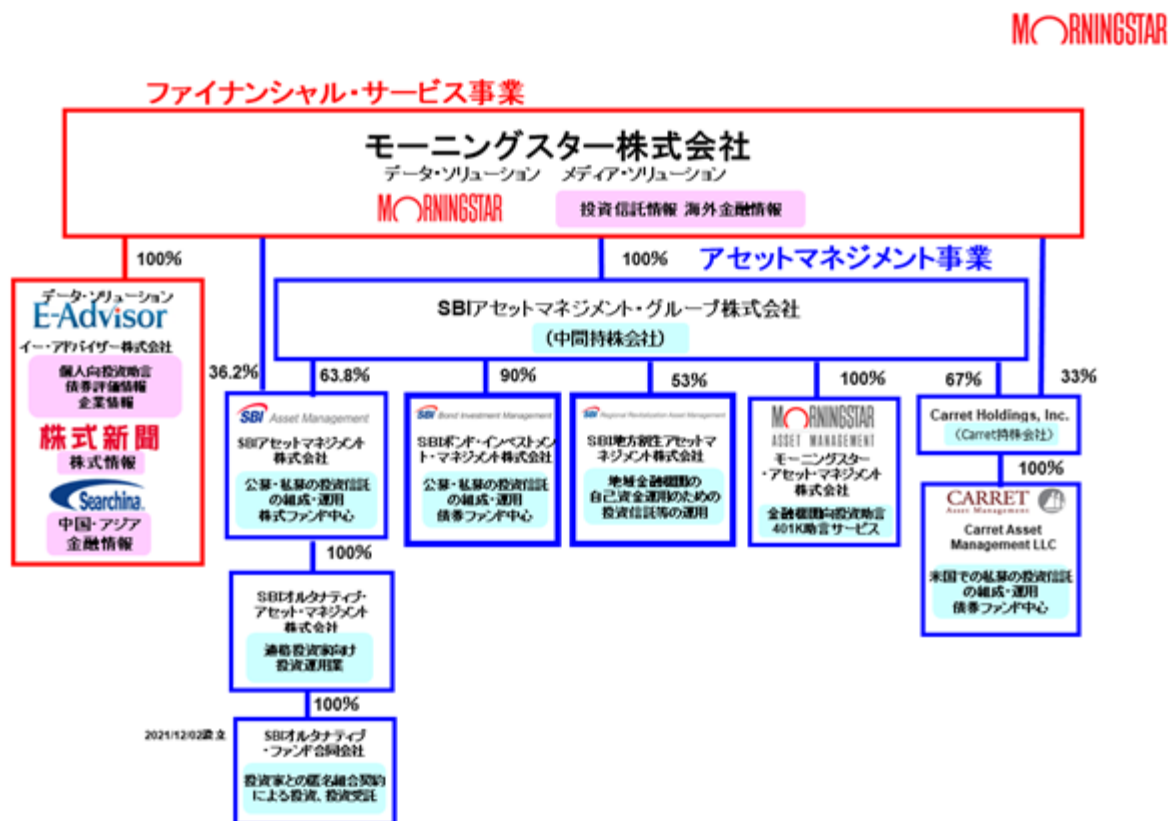 MORNINGSTAR
ファイナンシャル・サービス事業
モーニングスター株式会社
データ・ソリューション　メディア・ソリューション
MORNINGSTAR
投資信託情報 海外金融情報
100%
100%
アセットマネジメント事業
データ・ソリューション
E-Advisor
イー・アドバイザー株式会社
個人向投資助言
債券評価情報
企業情報
株式新聞
株式情報
Searchina.
中国・アジア
金融情報
SBIアセットマネジメント・グループ株式会社
（中間持株会社）
36.2%
63.8%
90%
53%
100%
67%
33%
SBI Asset Management
SBIアセットマネジメント
株式会社
公募・私募の投資信託
の組成・運用
株式ファンド中心
SBI Bond Investment Management
SBIボンド・インベストメン
ト・マネジメント株式会社
公募・私募の投資信託
の組成・運用
債券ファンド中心
SBI Regional Revitalization Asset Management
SBI地方創生アセットマ
ネジメント株式会社
地域金融機関の
自己資金運用のための
投資信託等の運用
MORNINGSTAR
ASSET MANAGEMENT
モーニングスター
・アセット・マネジメント
株式会社
金融機関向投資助言
401K助言サービス
Carret Holdings, Inc.
（Carret持株会社）
100%
CARRET
Asset Management
Carret Asset
Management LLC
米国での私募の投資信託
の組成・運用
債券ファンド中心
100%
SBIオルタナティブ・
アセット・マネジメント
株式会社
適格投資家向け
投資運用業
100%
2021/12/02設立
SBIオルタナティブ
・ファンド合同会社
投資家との匿名組合契約
による投資、投資受託